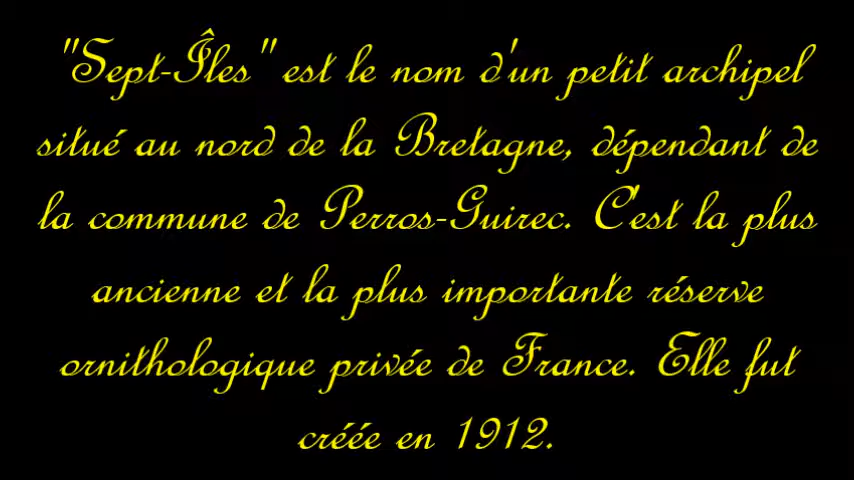 "Sept-Îles" est le nom d'un petit archipel
situé au nord de la Bretagne, dépendant de
la commune de Perros-Guirec. C'est la plus
ancienne et la plus importante réserve
ornithologique privée de France. Elle fut
créée en 1912.